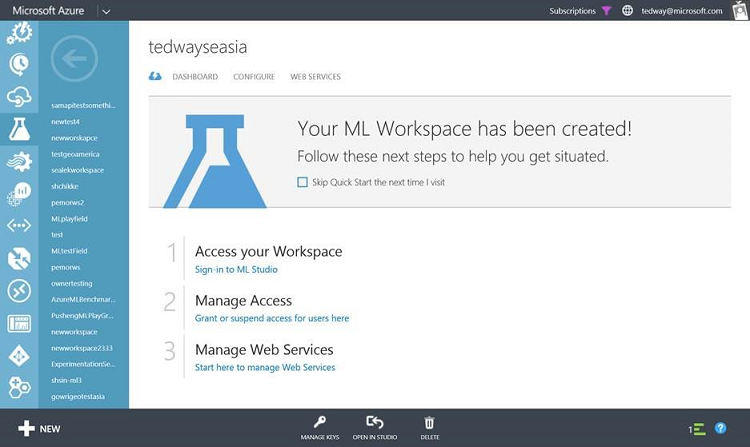 Microsoft Azure
Subscriptions
tedway@microsoft.com
samapitestsomethi...
newtest4
newworskapce
testgeoamerica
sealekworkspace
shchikke
pemorws2
MLplayfield
test
MLtestField
pemorws
ownertesting
AzureMLBenchmar...
PushengMLPlayGr...
newworkspace
newworkspace2333
ExperimentationSe...
shsin-ml3
gowrigeotestasia
tedwayseasia
DASHBOARD CONFIGURE WEB SERVICES
Your ML Workspace has been created!
Follow these next steps to help you get situated.
Skip Quick Start the next time I visit
1 Access your Workspace
Sign-in to ML Studio
2 Manage Access
Grant or suspend access for users here
3 Manage Web Services
Start here to manage Web Services
NEW
MANAGE KEYS OPEN IN STUDIO DELETE
1 ?